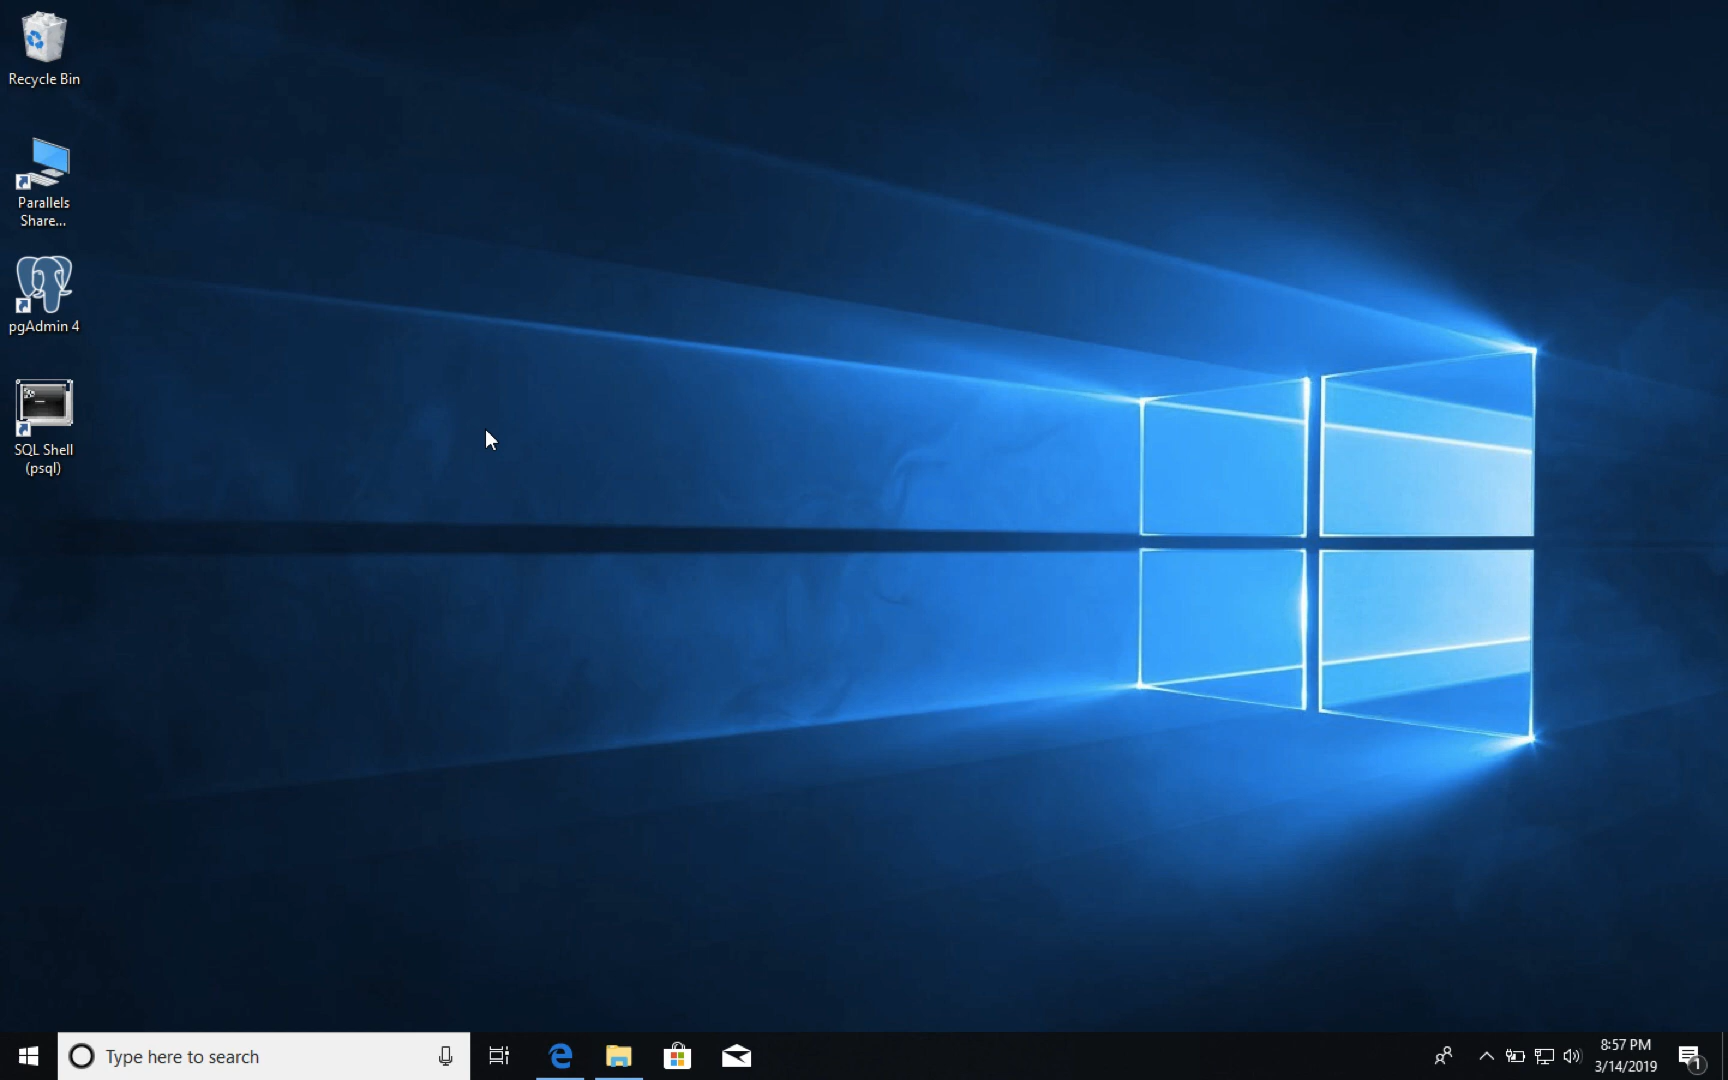 Recycle Bin
Parallels
Share...
pgAdmin 4
SQL Shell
(psql)
Type here to search
8:57 PM
3/14/2019
1